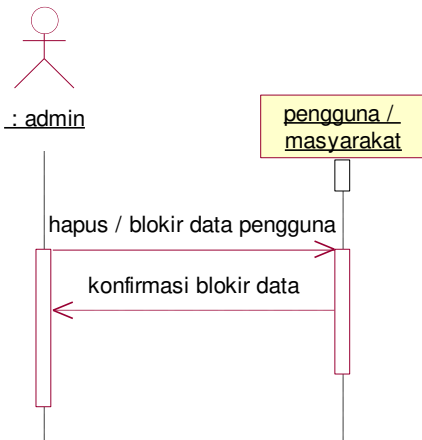 : admin
pengguna /
masyarakat
hapus / blokir data pengguna
konfirmasi blokir data